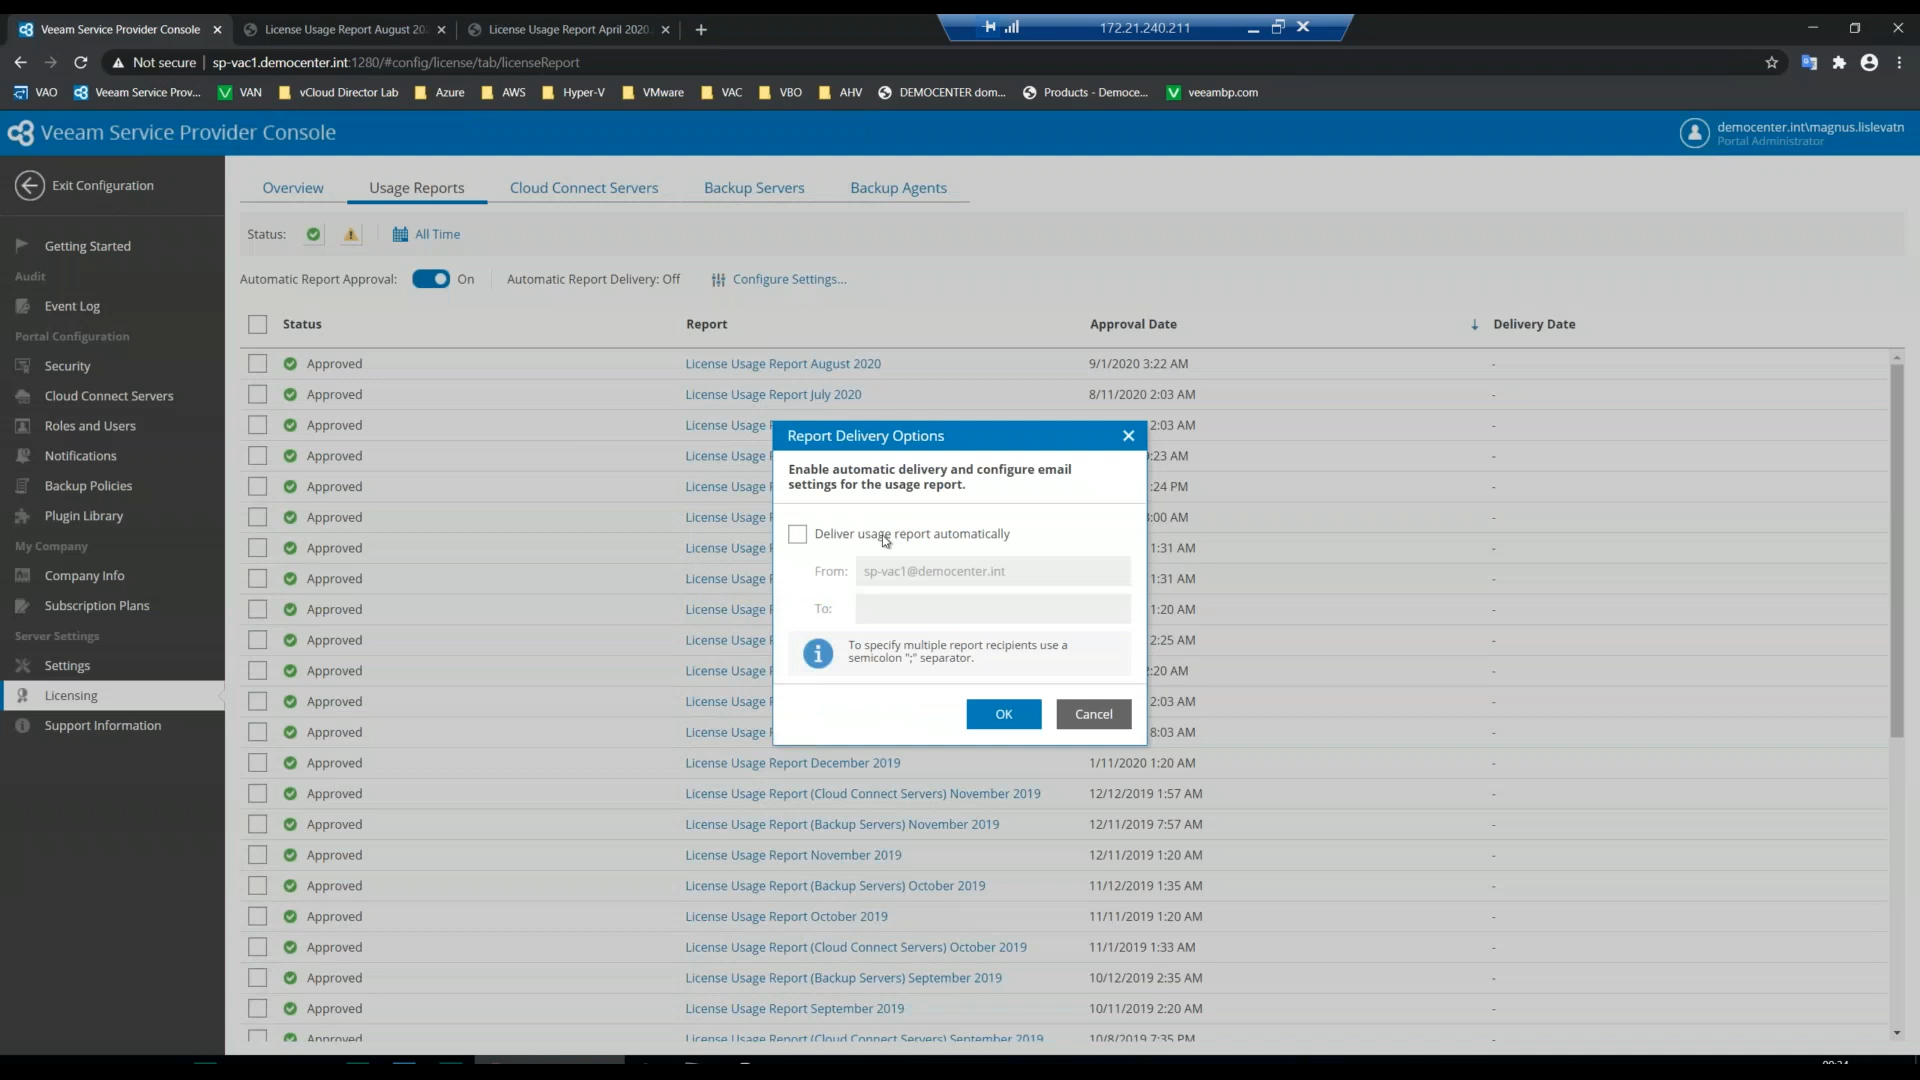 Veeam Service Provider Console
License Usage Report August 20
License Usage Report April 2020
172.21.240.211
Not secure | sp-vac1.democenter.int:1280/#config/license/tab/licenseReport
VAO Veeam Service Prov... VAN vCloud Director Lab Azure AWS Hyper-V VMware VAC VBO AHV DEMOCENTER dom... Products - Democe... veeambp.com
Veeam Service Provider Console
democenter.int\magnus.lislevatn
Portal Administrator
Exit Configuration
Getting Started
Audit
Event Log
Portal Configuration
Security
Cloud Connect Servers
Roles and Users
Notifications
Backup Policies
Plugin Library
My Company
Company Info
Subscription Plans
Server Settings
Settings
Licensing
Support Information
Overview Usage Reports Cloud Connect Servers Backup Servers Backup Agents
Status: All Time
Automatic Report Approval: On Automatic Report Delivery: Off Configure Settings...
Status Report Approval Date Delivery Date
Approved License Usage Report August 2020 9/1/2020 3:22 AM -
Approved License Usage Report July 2020 8/11/2020 2:03 AM -
Approved License Usage 2:03 AM -
Approved License Usage :23 AM -
Approved License Usage :24 PM -
Approved License Usage :00 AM -
Approved License Usage 1:31 AM -
Approved License Usage 1:31 AM -
Approved License Usage 1:20 AM -
Approved License Usage 2:25 AM -
Approved License Usage :20 AM -
Approved License Usage 2:03 AM -
Approved License Usage 8:03 AM -
Approved License Usage Report December 2019 1/11/2020 1:20 AM -
Approved License Usage Report (Cloud Connect Servers) November 2019 12/12/2019 1:57 AM -
Approved License Usage Report (Backup Servers) November 2019 12/11/2019 7:57 AM -
Approved License Usage Report November 2019 12/11/2019 1:20 AM -
Approved License Usage Report (Backup Servers) October 2019 11/12/2019 1:35 AM -
Approved License Usage Report October 2019 11/11/2019 1:20 AM -
Approved License Usage Report (Cloud Connect Servers) October 2019 11/1/2019 1:33 AM -
Approved License Usage Report (Backup Servers) September 2019 10/12/2019 2:35 AM -
Approved License Usage Report September 2019 10/11/2019 2:20 AM -
Approved License Usage Report (Cloud Connect Servers) September 2019 10/8/2019 7:35 PM -
Report Delivery Options
Enable automatic delivery and configure email
settings for the usage report.
Deliver usage report automatically
From: sp-vac1@democenter.int
To:
To specify multiple report recipients use a
semicolon ";" separator.
OK Cancel